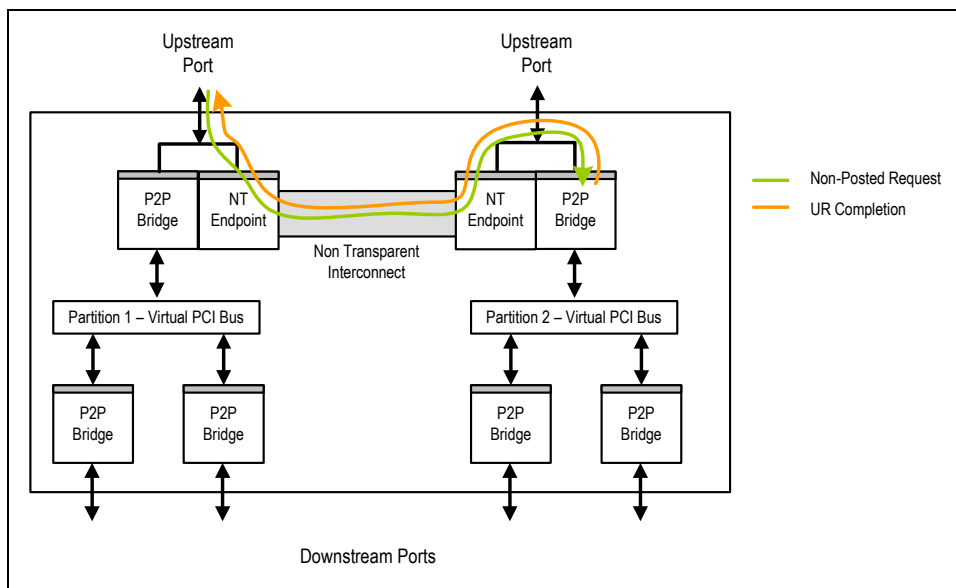 Upstream
Port
Upstream
Port
P2P
Bridge
NT
Endpoint
NT
Endpoint
P2P
Bridge
Non-Posted Request
UR Completion
Non Transparent
Interconnect
Partition 1 – Virtual PCI Bus
Partition 2 – Virtual PCI Bus
P2P
Bridge
P2P
Bridge
P2P
Bridge
P2P
Bridge
Downstream Ports